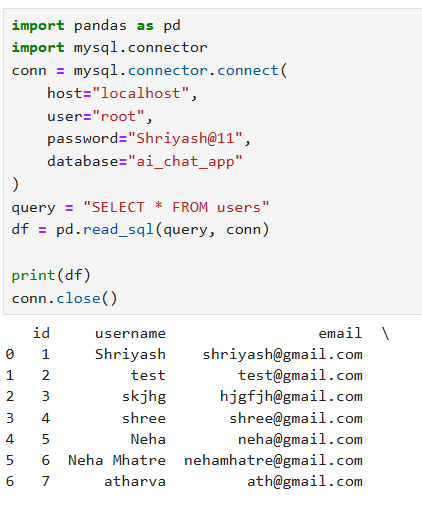 import pandas as pd
import mysql.connector
conn = mysql.connector.connect(
    host="localhost",
    user="root",
    password="Shriyash@11",
    database="ai_chat_app"
)
query = "SELECT * FROM users"
df = pd.read_sql(query, conn)

print(df)
conn.close()
   id      username                 email  \
0   1      Shriyash    shriyash@gmail.com
1   2          test        test@gmail.com
2   3         skjhg      hjgfjh@gmail.com
3   4        shree       shree@gmail.com
4   5          Neha        neha@gmail.com
5   6   Neha Mhatre  nehamhatre@gmail.com
6   7       atharva         ath@gmail.com